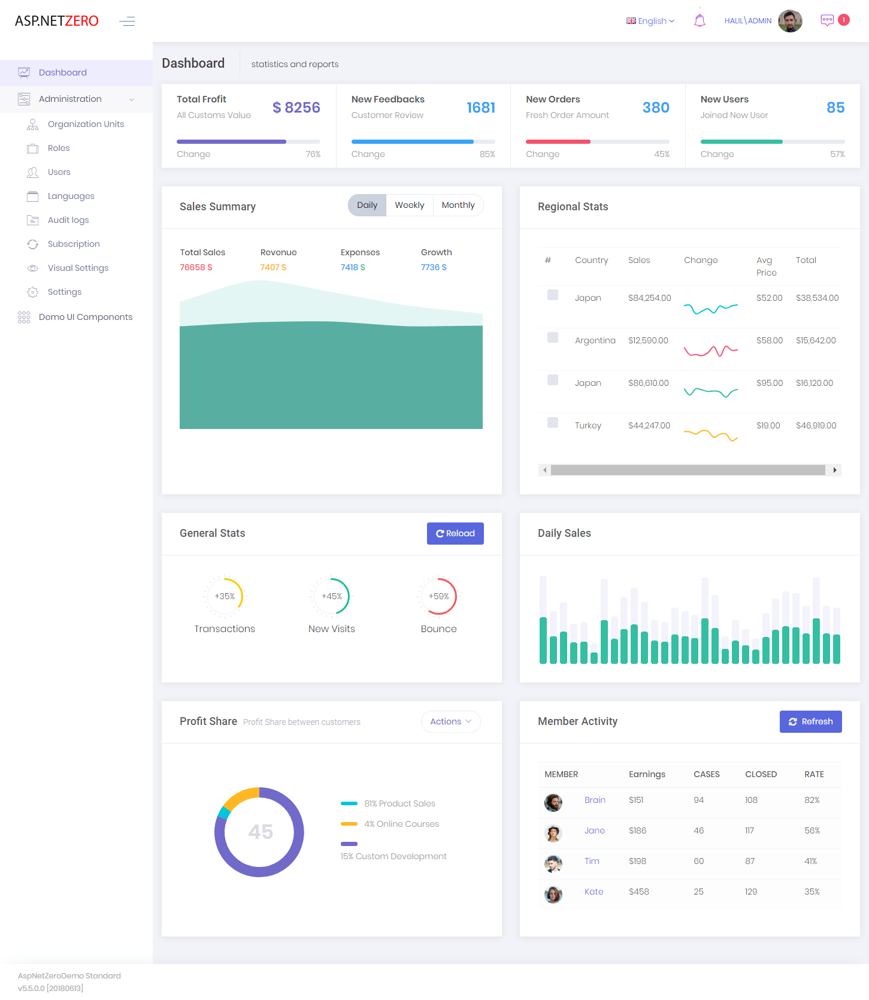 ASP.NETZERO
English
HALIL\ADMIN
1
Dashboard
Administration
Organization Units
Roles
Users
Languages
Audit logs
Subscription
Visual Settings
Settings
Demo UI Components
Dashboard
statistics and reports
Total Frofit
All Customs Value
$ 8256
Change
76%
New Feedbacks
Customer Review
1681
Change
85%
New Orders
Fresh Order Amount
380
Change
45%
New Users
Joined New User
85
Change
57%
Sales Summary
Daily
Weekly
Monthly
Total Sales
76658 $
Revenue
7407 $
Expenses
7418 $
Growth
7736 $
Regional Stats
# Country Sales Change Avg Price Total
Japan $84,254.00 $52.00 $38,534.00
Argentina $12,590.00 $58.00 $15,642.00
Japan $86,610.00 $95.00 $16,120.00
Turkey $44,247.00 $19.00 $46,919.00
General Stats
Reload
+35%
Transactions
+45%
New Visits
+59%
Bounce
Daily Sales
Profit Share Profit Share between customers
Actions
45
81% Product Sales
4% Online Courses
15% Custom Development
Member Activity
Refresh
MEMBER Earnings CASES CLOSED RATE
Brain $151 94 108 82%
Jane $186 46 117 56%
Tim $198 60 87 41%
Kate $458 25 129 35%
AspNetZeroDemo Standard
v5.5.0.0 [20180613]